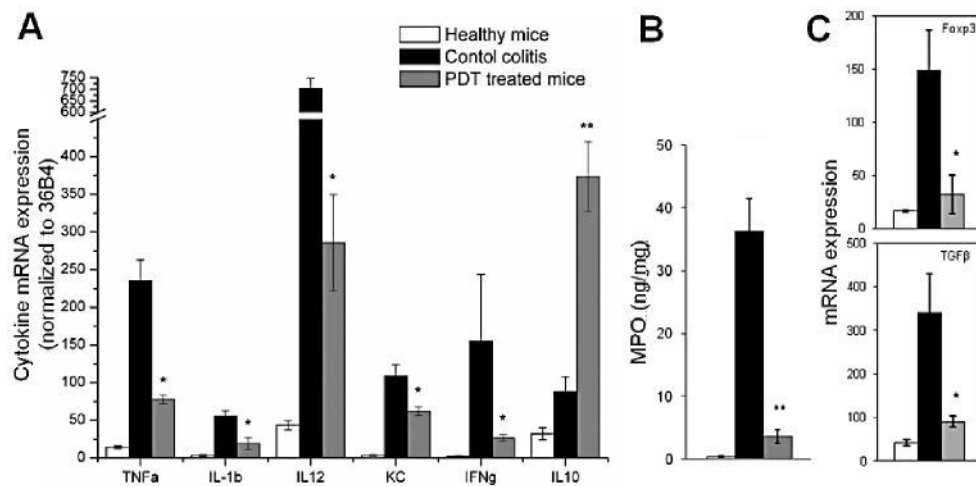 A
Healthy mice
Contol colitis
PDT treated mice
Cytokine mRNA expression
(normalized to 36B4)
750
700
650
600
400
350
300
250
200
150
100
50
0
*
*
*
*
*
**
TNFa
IL-1b
IL12
KC
IFNg
IL10
B
MPO. (ng/mg)
50
40
30
20
10
0
**
C
mRNA expression
Foxp3
200
150
100
50
0
*
TGFβ
500
400
300
200
100
0
*